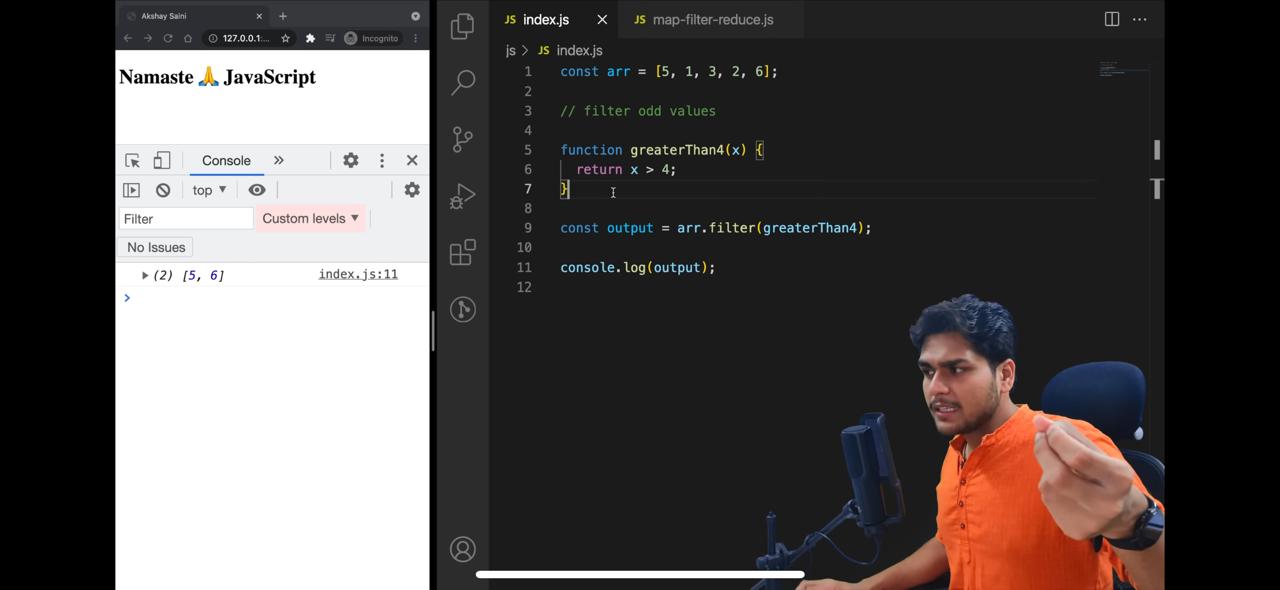 Akshay Saini
127.0.0.1:...
Incognito
Namaste 🙏 JavaScript
Console
top
Filter
Custom levels
No Issues
(2) [5, 6] index.js:11
JS index.js
JS map-filter-reduce.js
js > JS index.js
1 const arr = [5, 1, 3, 2, 6];
2
3 // filter odd values
4
5 function greaterThan4(x) {
6 return x > 4;
7 }
8
9 const output = arr.filter(greaterThan4);
10
11 console.log(output);
12